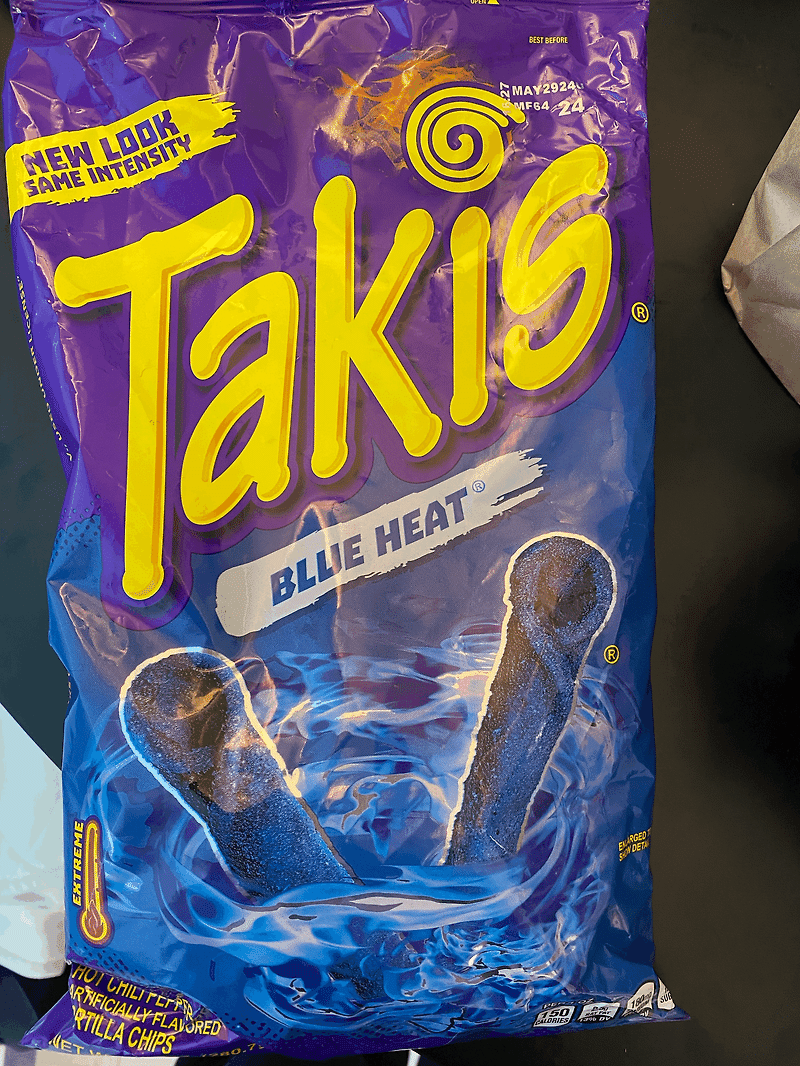 OPEN
BEST BEFORE
27 MAY2924
MF64 24
NEW LOOK
SAME INTENSITY
Takis®
BLUE HEAT®
®
EXTREME
HOT CHILI PEPPER
ARTIFICIALLY FLAVORED
TORTILLA CHIPS
150
CALORIES